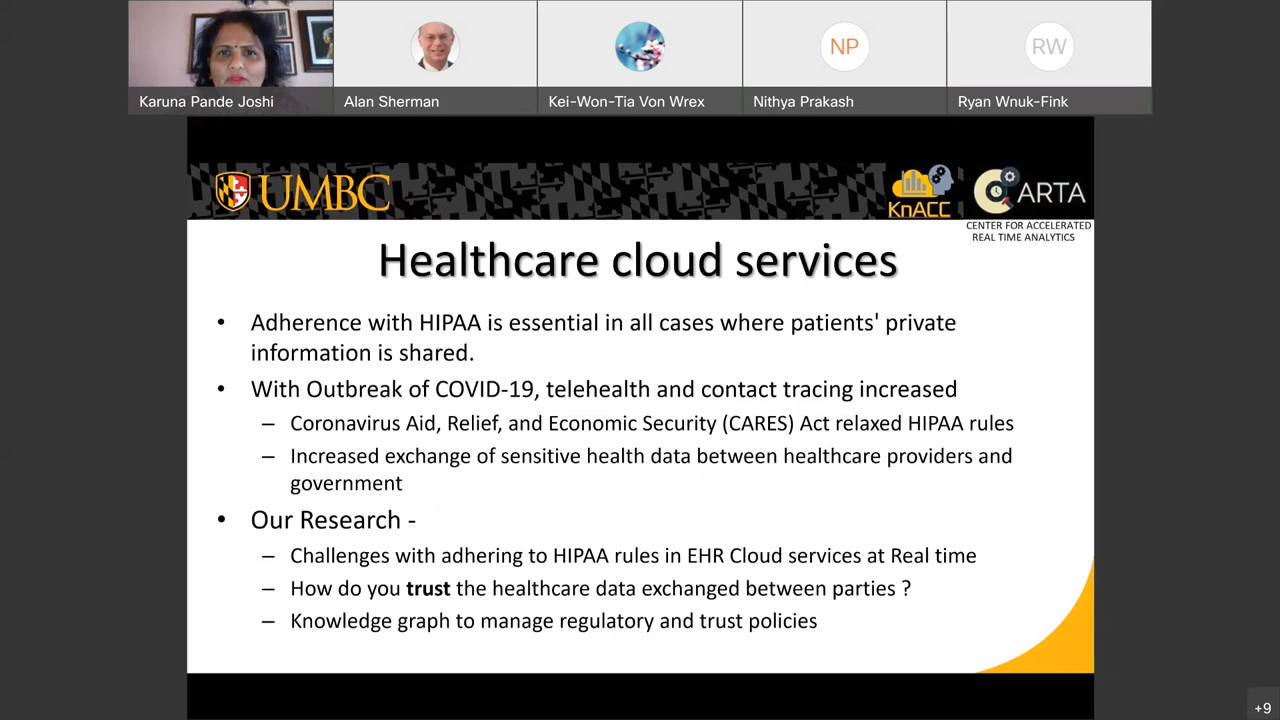 NP
RW
Karuna Pande Joshi
Alan Sherman
Kei-Won-Tia Von Wrex
Nithya Prakash
Ryan Wnuk-Fink
UMBC
KnACC
CARTA
CENTER FOR ACCELERATED
REAL TIME ANALYTICS
Healthcare cloud services
• Adherence with HIPAA is essential in all cases where patients' private
information is shared.
• With Outbreak of COVID-19, telehealth and contact tracing increased
– Coronavirus Aid, Relief, and Economic Security (CARES) Act relaxed HIPAA rules
– Increased exchange of sensitive health data between healthcare providers and
government
• Our Research -
– Challenges with adhering to HIPAA rules in EHR Cloud services at Real time
– How do you trust the healthcare data exchanged between parties ?
– Knowledge graph to manage regulatory and trust policies
+9